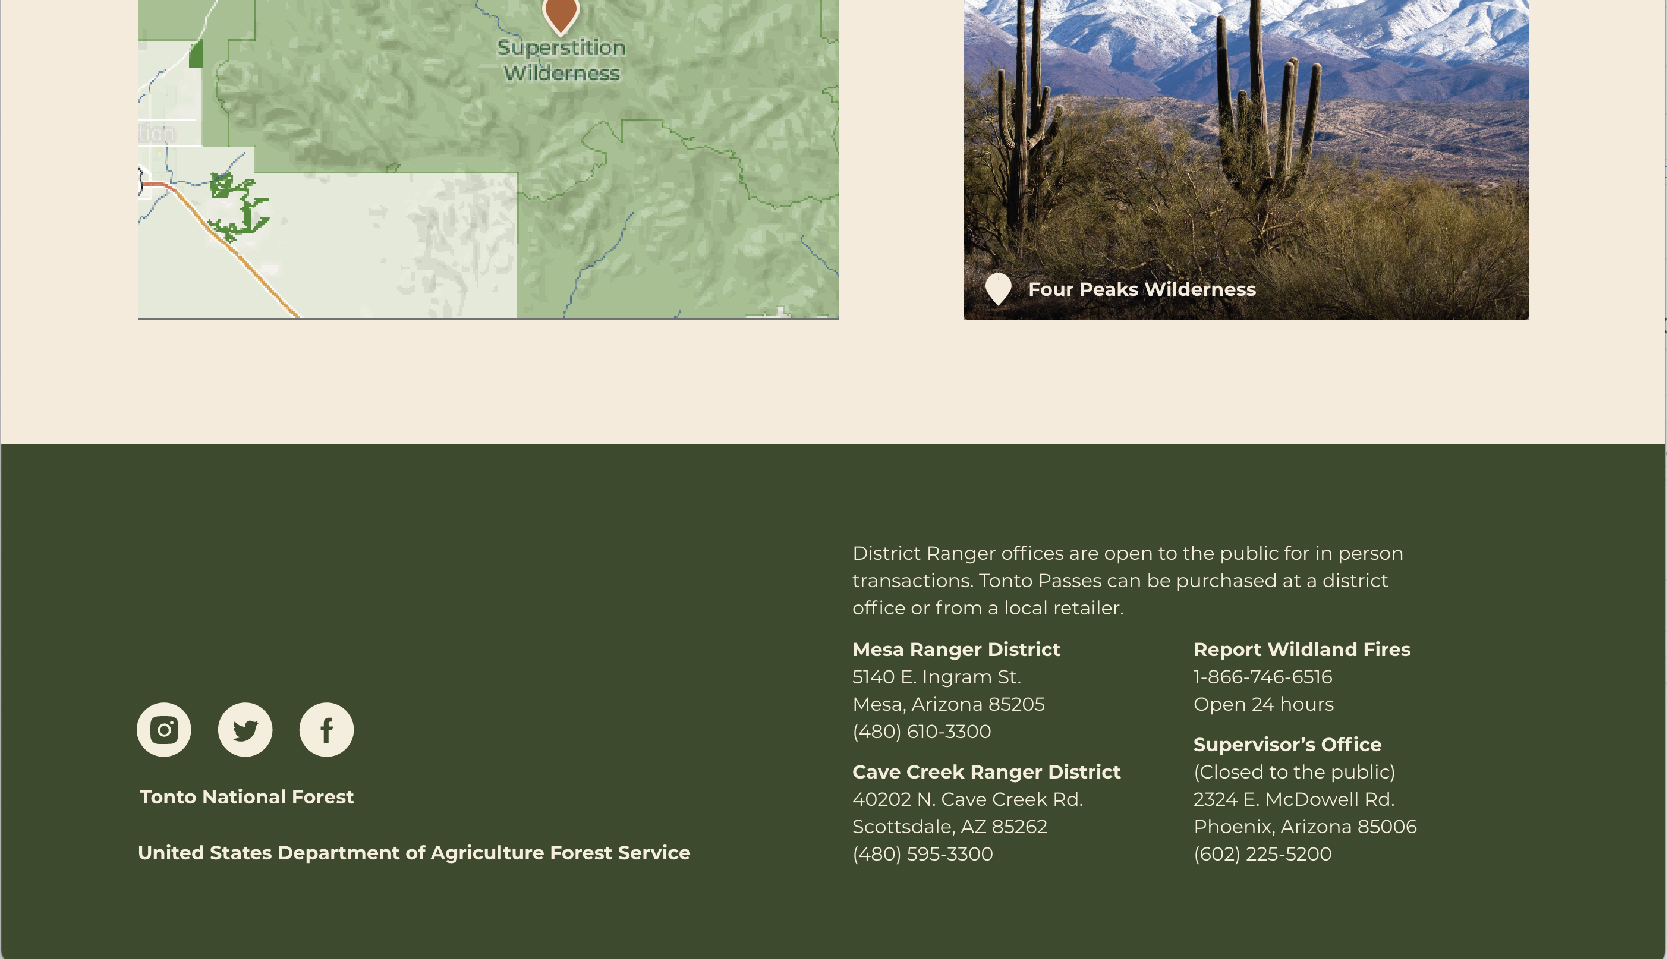 Superstition
Wilderness
Four Peaks Wilderness
District Ranger offices are open to the public for in person
transactions. Tonto Passes can be purchased at a district
office or from a local retailer.
Mesa Ranger District
5140 E. Ingram St.
Mesa, Arizona 85205
(480) 610-3300
Cave Creek Ranger District
40202 N. Cave Creek Rd.
Scottsdale, AZ 85262
(480) 595-3300
Report Wildland Fires
1-866-746-6516
Open 24 hours
Supervisor’s Office
(Closed to the public)
2324 E. McDowell Rd.
Phoenix, Arizona 85006
(602) 225-5200
Tonto National Forest
United States Department of Agriculture Forest Service